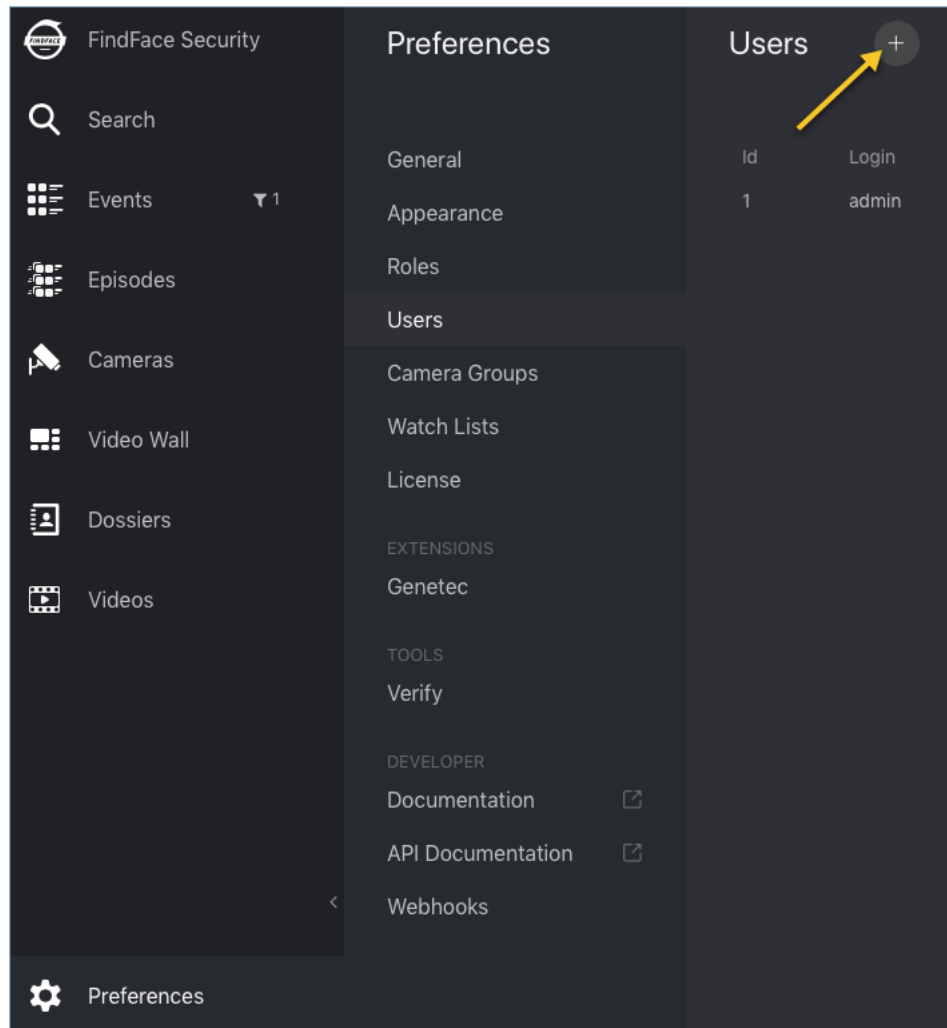 FINDFACE
FindFace Security
Search
Events 1
Episodes
Cameras
Video Wall
Dossiers
Videos
Preferences
Preferences
General
Appearance
Roles
Users
Camera Groups
Watch Lists
License
EXTENSIONS
Genetec
TOOLS
Verify
DEVELOPER
Documentation
API Documentation
Webhooks
Users +
Id Login
1 admin